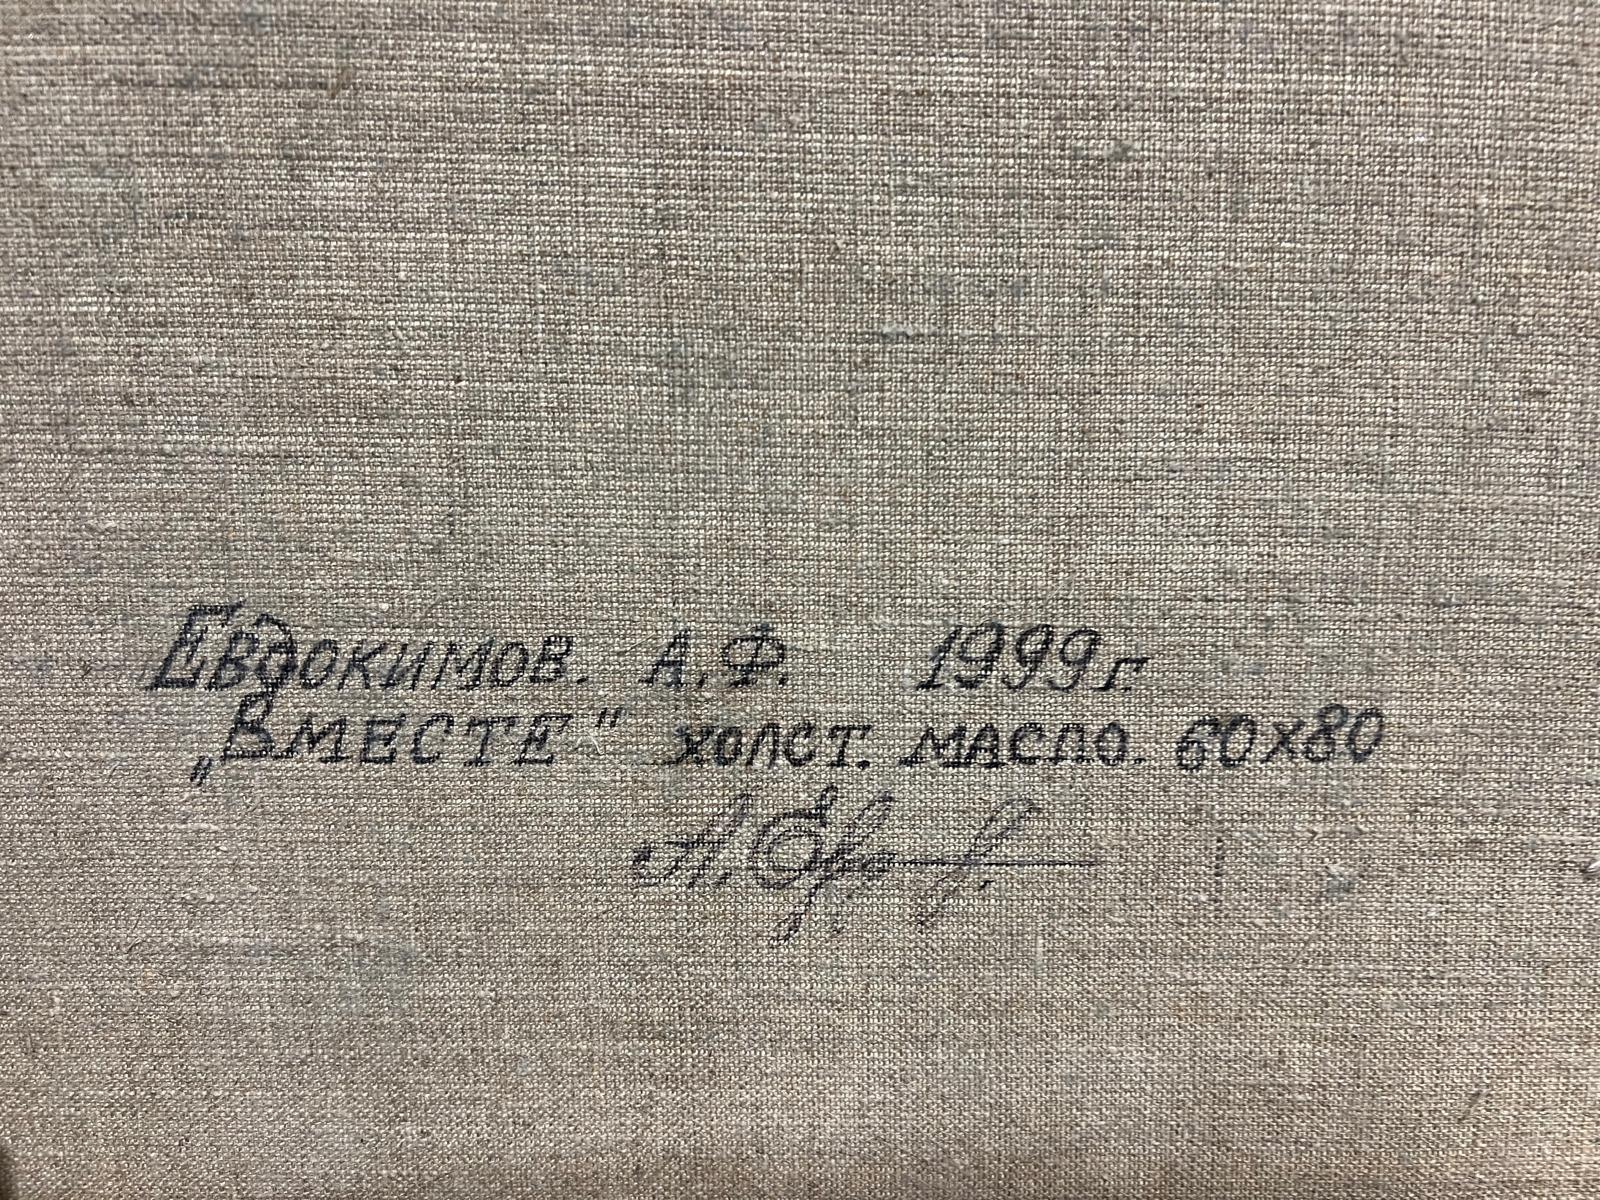 Евдокимов. А.Ф. 1999г.
„Вместе" холст. масло. 60х80